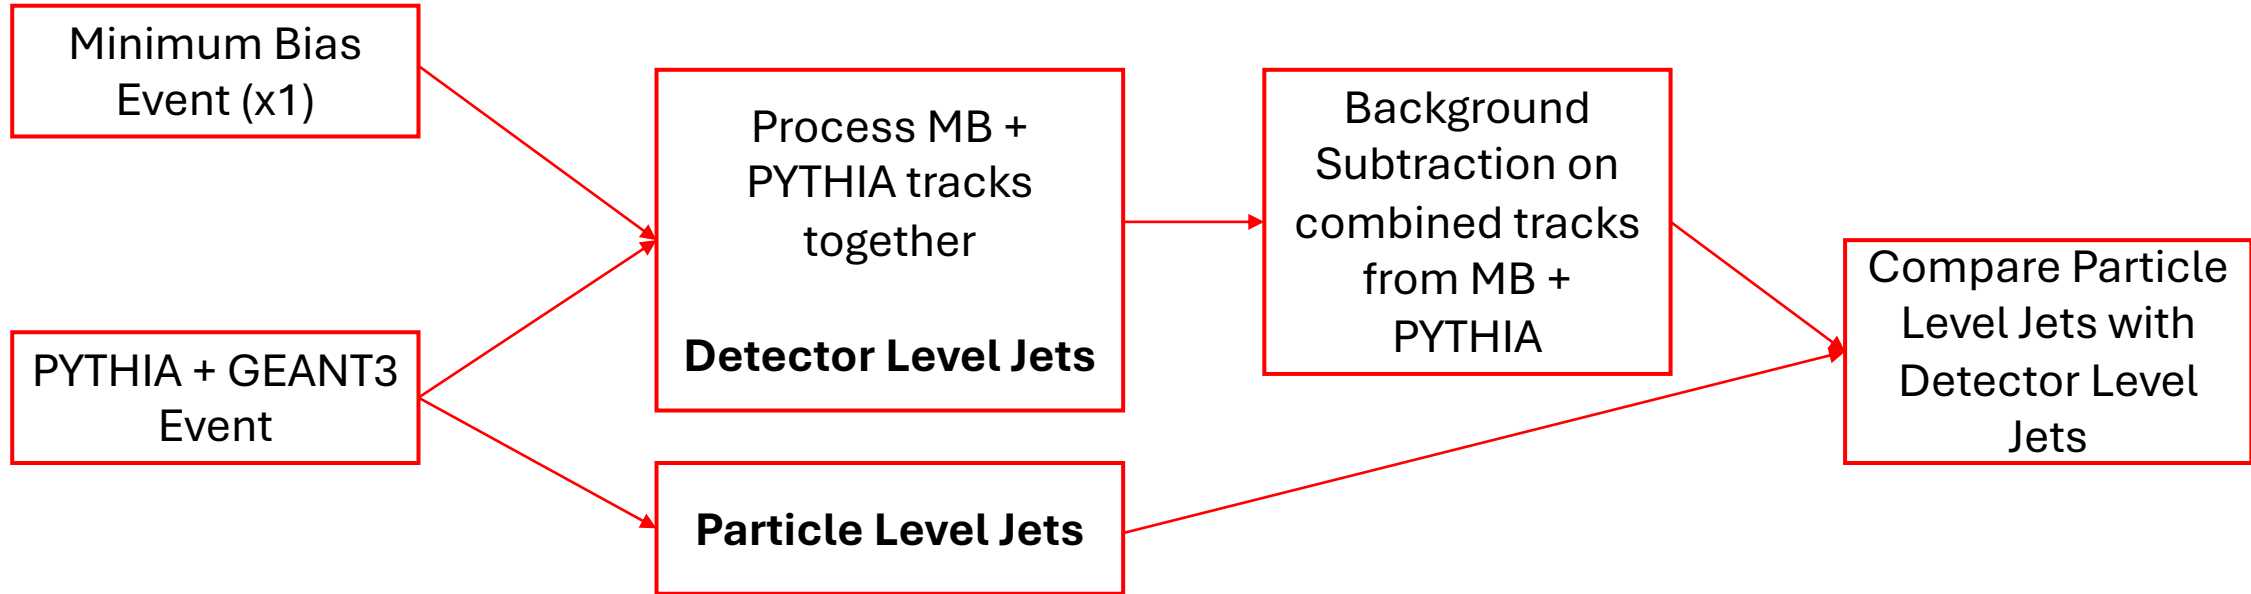 Minimum Bias
Event (x1)
PYTHIA + GEANT3
Event
Process MB +
PYTHIA tracks
together
Detector Level Jets
Particle Level Jets
Background
Subtraction on
combined tracks
from MB +
PYTHIA
Compare Particle
Level Jets with
Detector Level
Jets